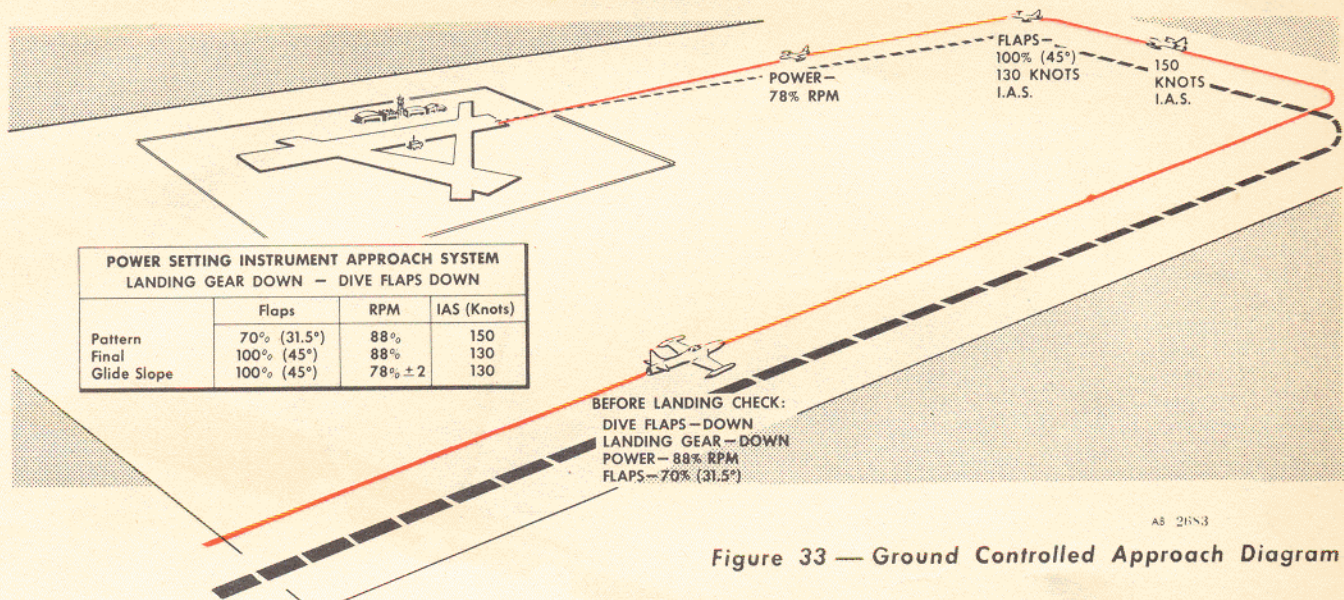 POWER—
78% RPM
FLAPS—
100% (45°)
130 KNOTS
I.A.S.
150
KNOTS
I.A.S.
POWER SETTING INSTRUMENT APPROACH SYSTEM
LANDING GEAR DOWN — DIVE FLAPS DOWN
Flaps RPM IAS (Knots)
Pattern 70% (31.5°) 88% 150
Final 100% (45°) 88% 130
Glide Slope 100% (45°) 78% ±2 130
BEFORE LANDING CHECK:
DIVE FLAPS—DOWN
LANDING GEAR—DOWN
POWER—88% RPM
FLAPS—70% (31.5°)
AB 2683
Figure 33 — Ground Controlled Approach Diagram